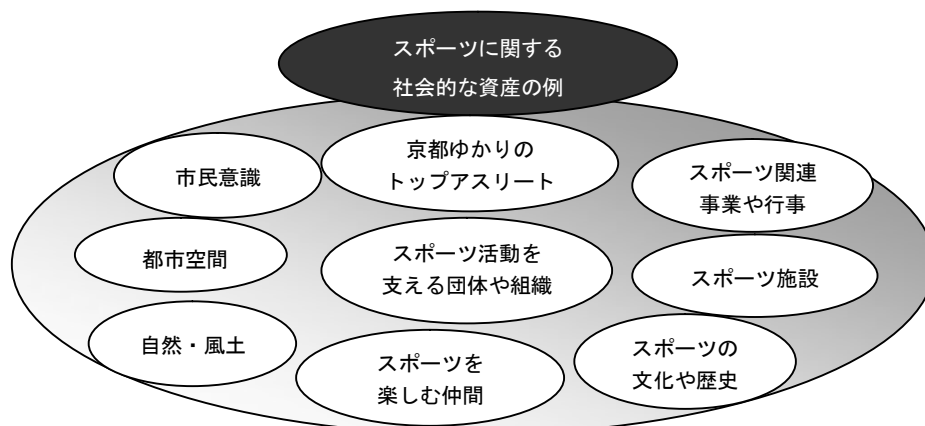 スポーツに関する
社会的な資産の例
市民意識
京都ゆかりの
トップアスリート
スポーツ関連
事業や行事
都市空間
スポーツ活動を
支える団体や組織
スポーツ施設
自然・風土
スポーツを
楽しむ仲間
スポーツの
文化や歴史